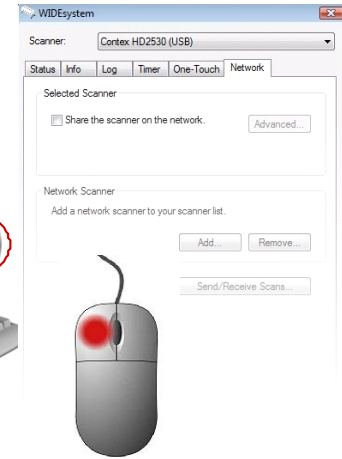 WIDEsystem
Scanner: Contex HD2530 (USB)
Status Info Log Timer One-Touch Network
Selected Scanner
Share the scanner on the network. Advanced...
Network Scanner
Add a network scanner to your scanner list.
Add... Remove...
Send/Receive Scans...